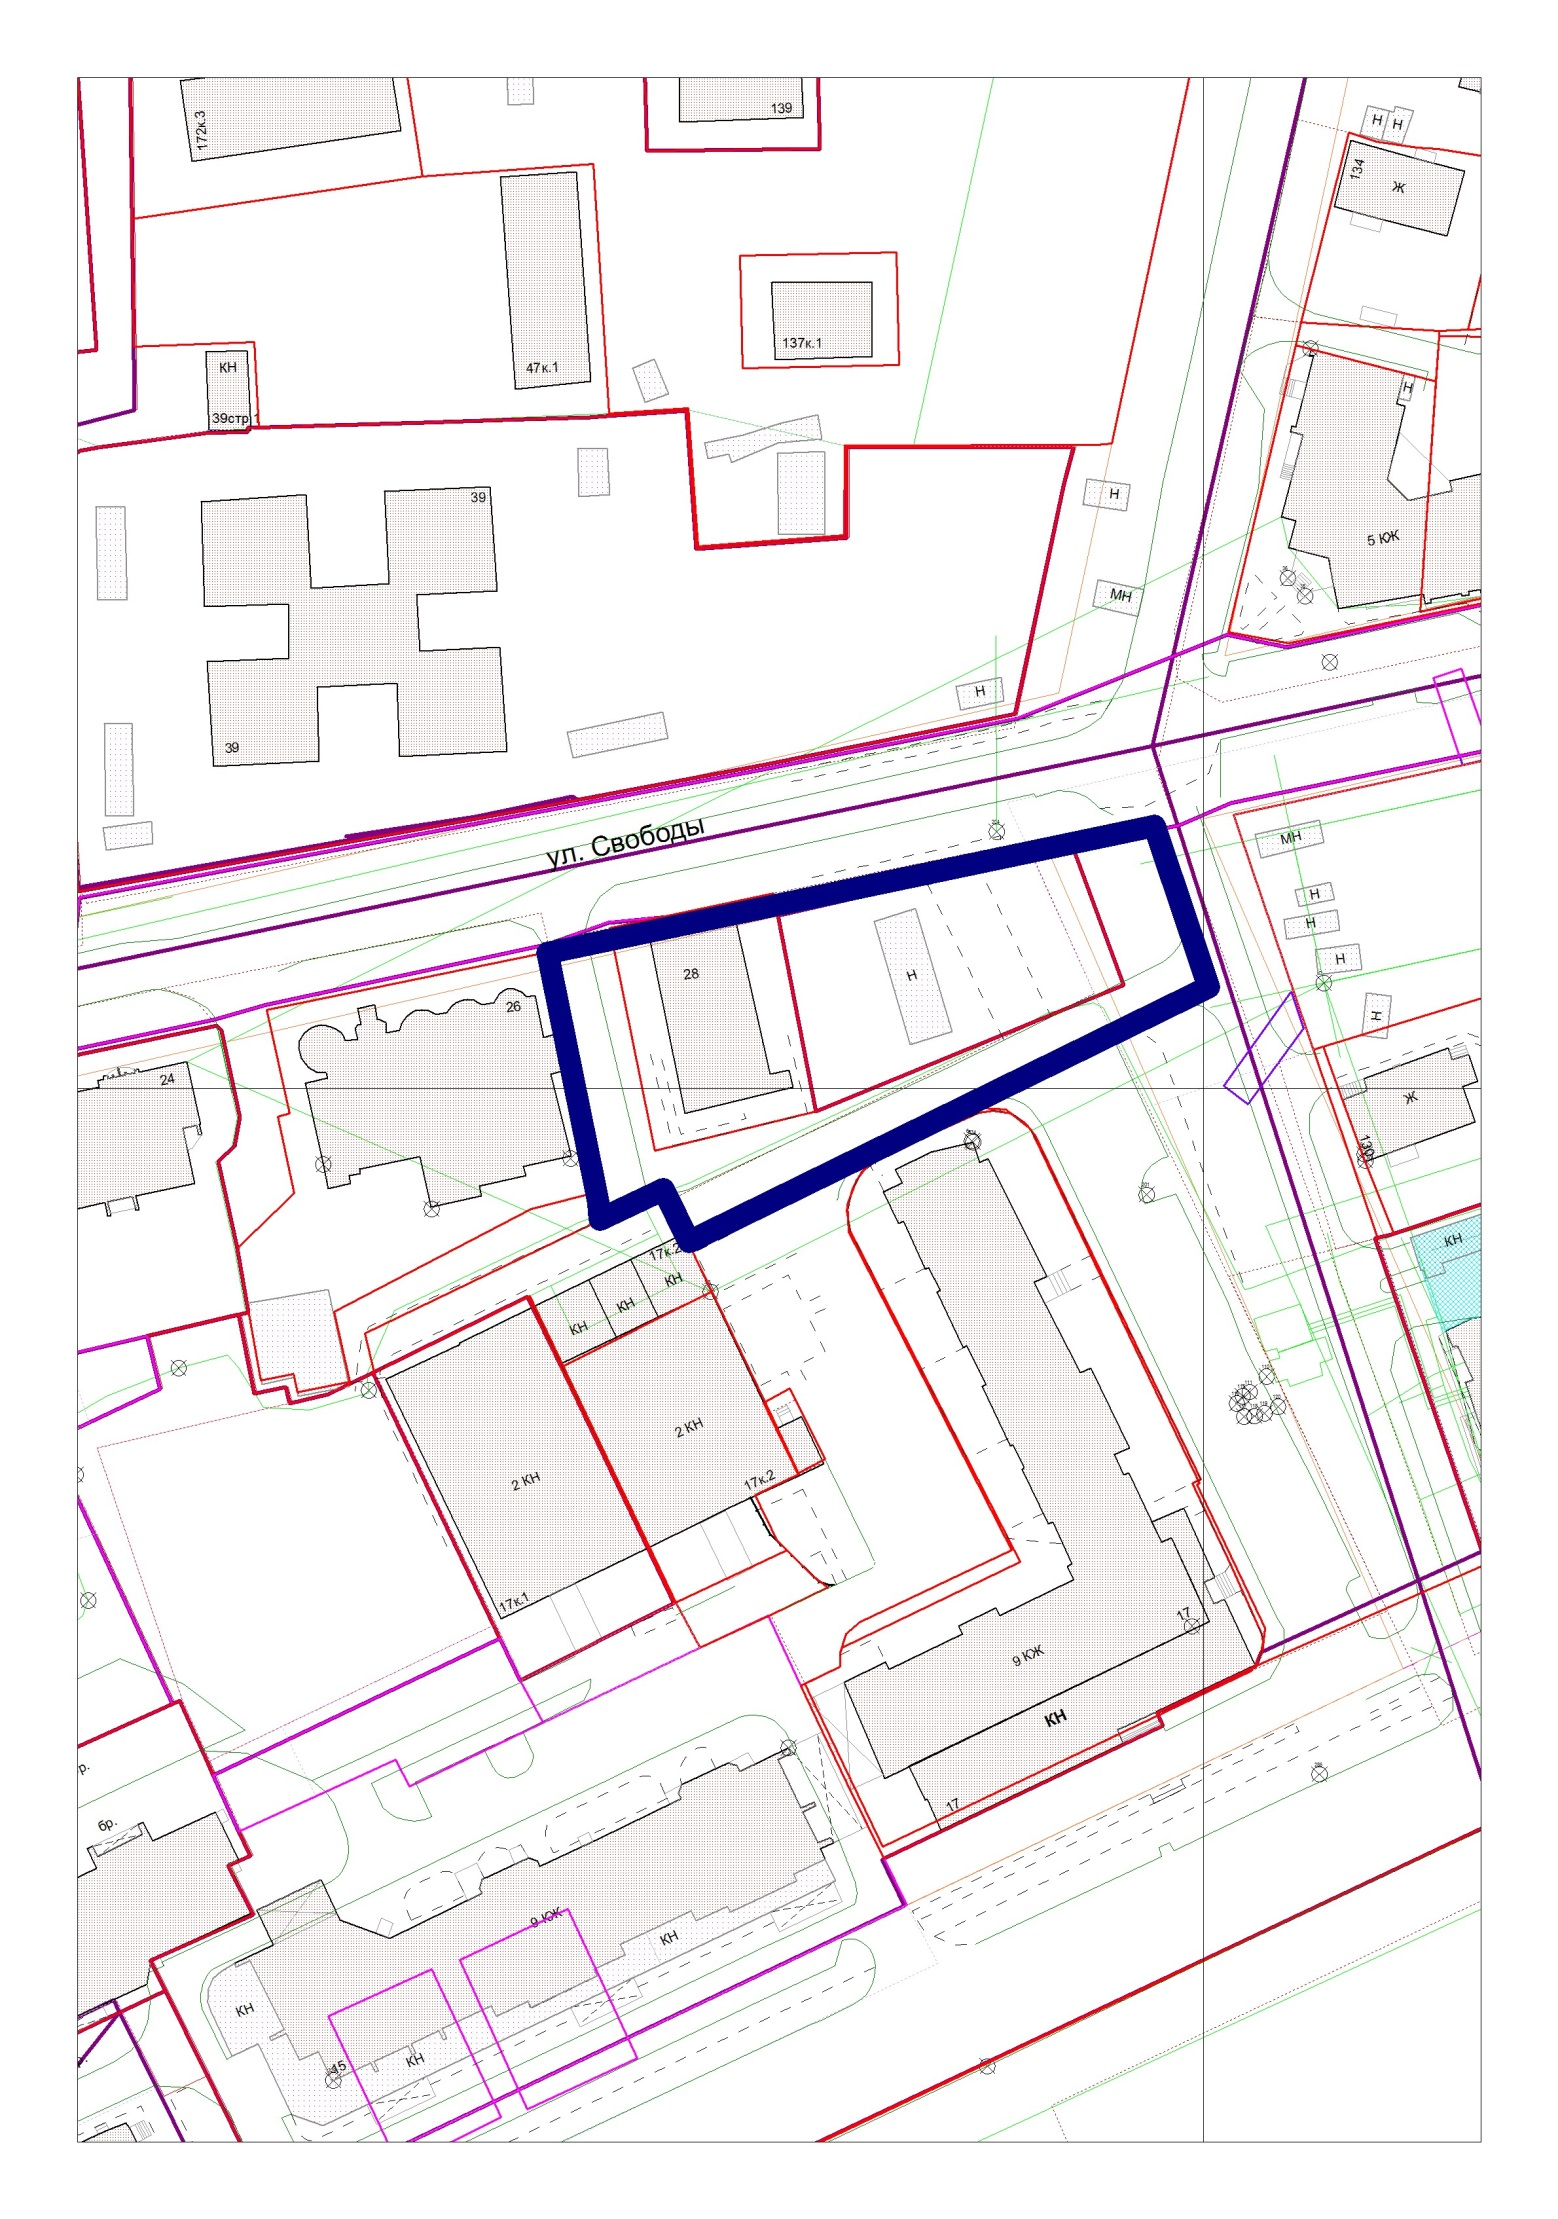 172к.3
139
Н
Н
134
Ж
137к.1
КН
47к.1
39стр.1
Н
39
Н
5 КЖ
МН
Н
39
ул. Свободы
МН
Н
Н
Н
28
Н
26
Н
24
Ж
130
КН
17к.2
КН
КН
КН
2 КН
2 КН
17к.2
17к.1
17
9 КЖ
КН
17
р.
бр.
9 КЖ
КН
КН
КН
45